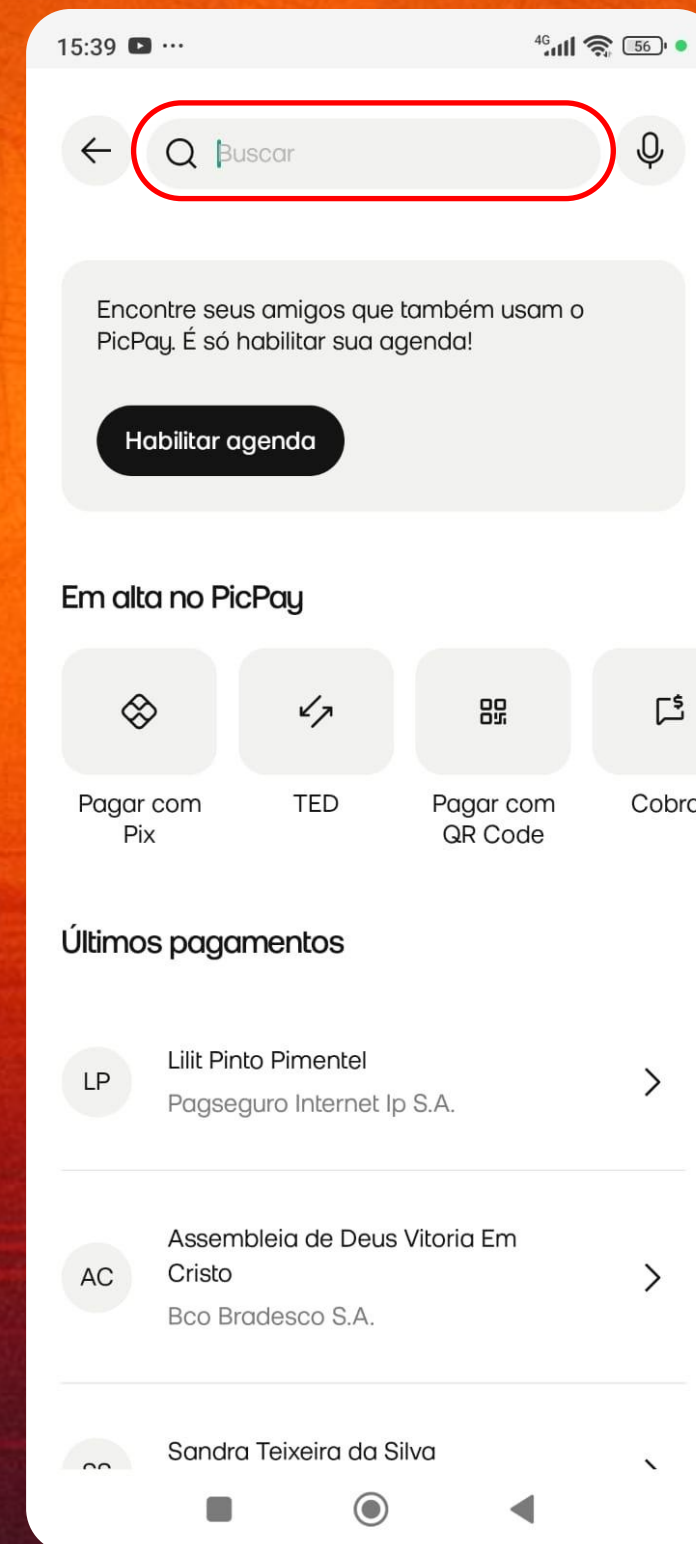 15:39
4G
56
Buscar
Encontre seus amigos que também usam o
PicPay. É só habilitar sua agenda!
Habilitar agenda
Em alta no PicPay
Pagar com
Pix
TED
Pagar com
QR Code
Últimos pagamentos
LP
Lilit Pinto Pimentel
Pagseguro Internet Ip S.A.
AC
Assembleia de Deus Vitoria Em
Cristo
Bco Bradesco S.A.
Sandra Teixeira da Silva